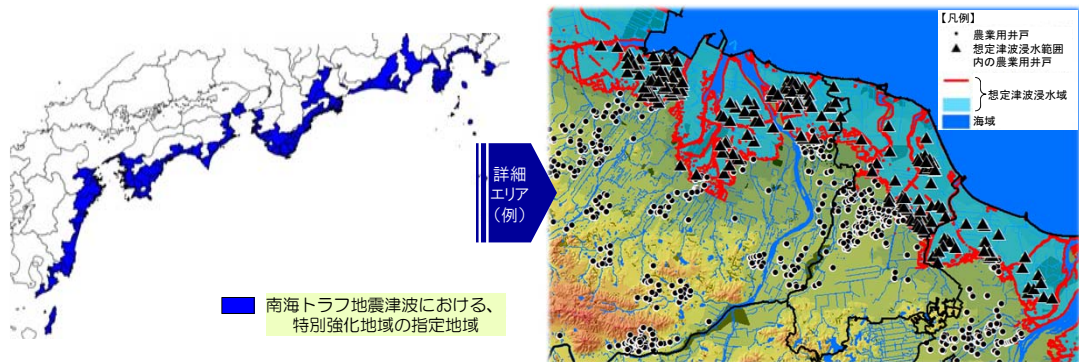 南海トラフ地震津波における、
特別強化地域の指定地域
詳細
エリア
（例）
【凡例】
農業用井戸
想定津波浸水範囲
内の農業用井戸
想定津波浸水域
海域